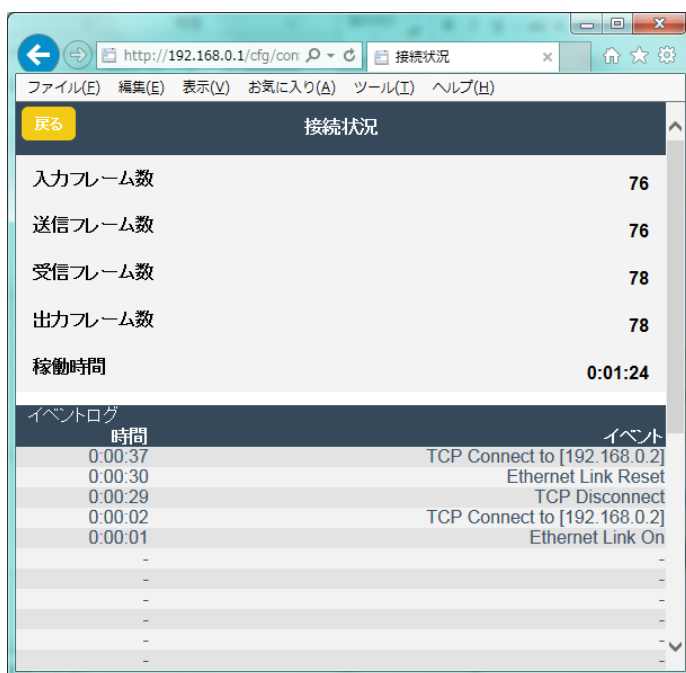 http://192.168.0.1/cfg/con
接続状況
ファイル(F) 編集(E) 表示(V) お気に入り(A) ツール(T) ヘルプ(H)
戻る
接続状況
入力フレーム数 76
送信フレーム数 76
受信フレーム数 78
出力フレーム数 78
稼働時間 0:01:24
イベントログ
時間 イベント
0:00:37 TCP Connect to [192.168.0.2]
0:00:30 Ethernet Link Reset
0:00:29 TCP Disconnect
0:00:02 TCP Connect to [192.168.0.2]
0:00:01 Ethernet Link On
- -
- -
- -
- -
- -
- -